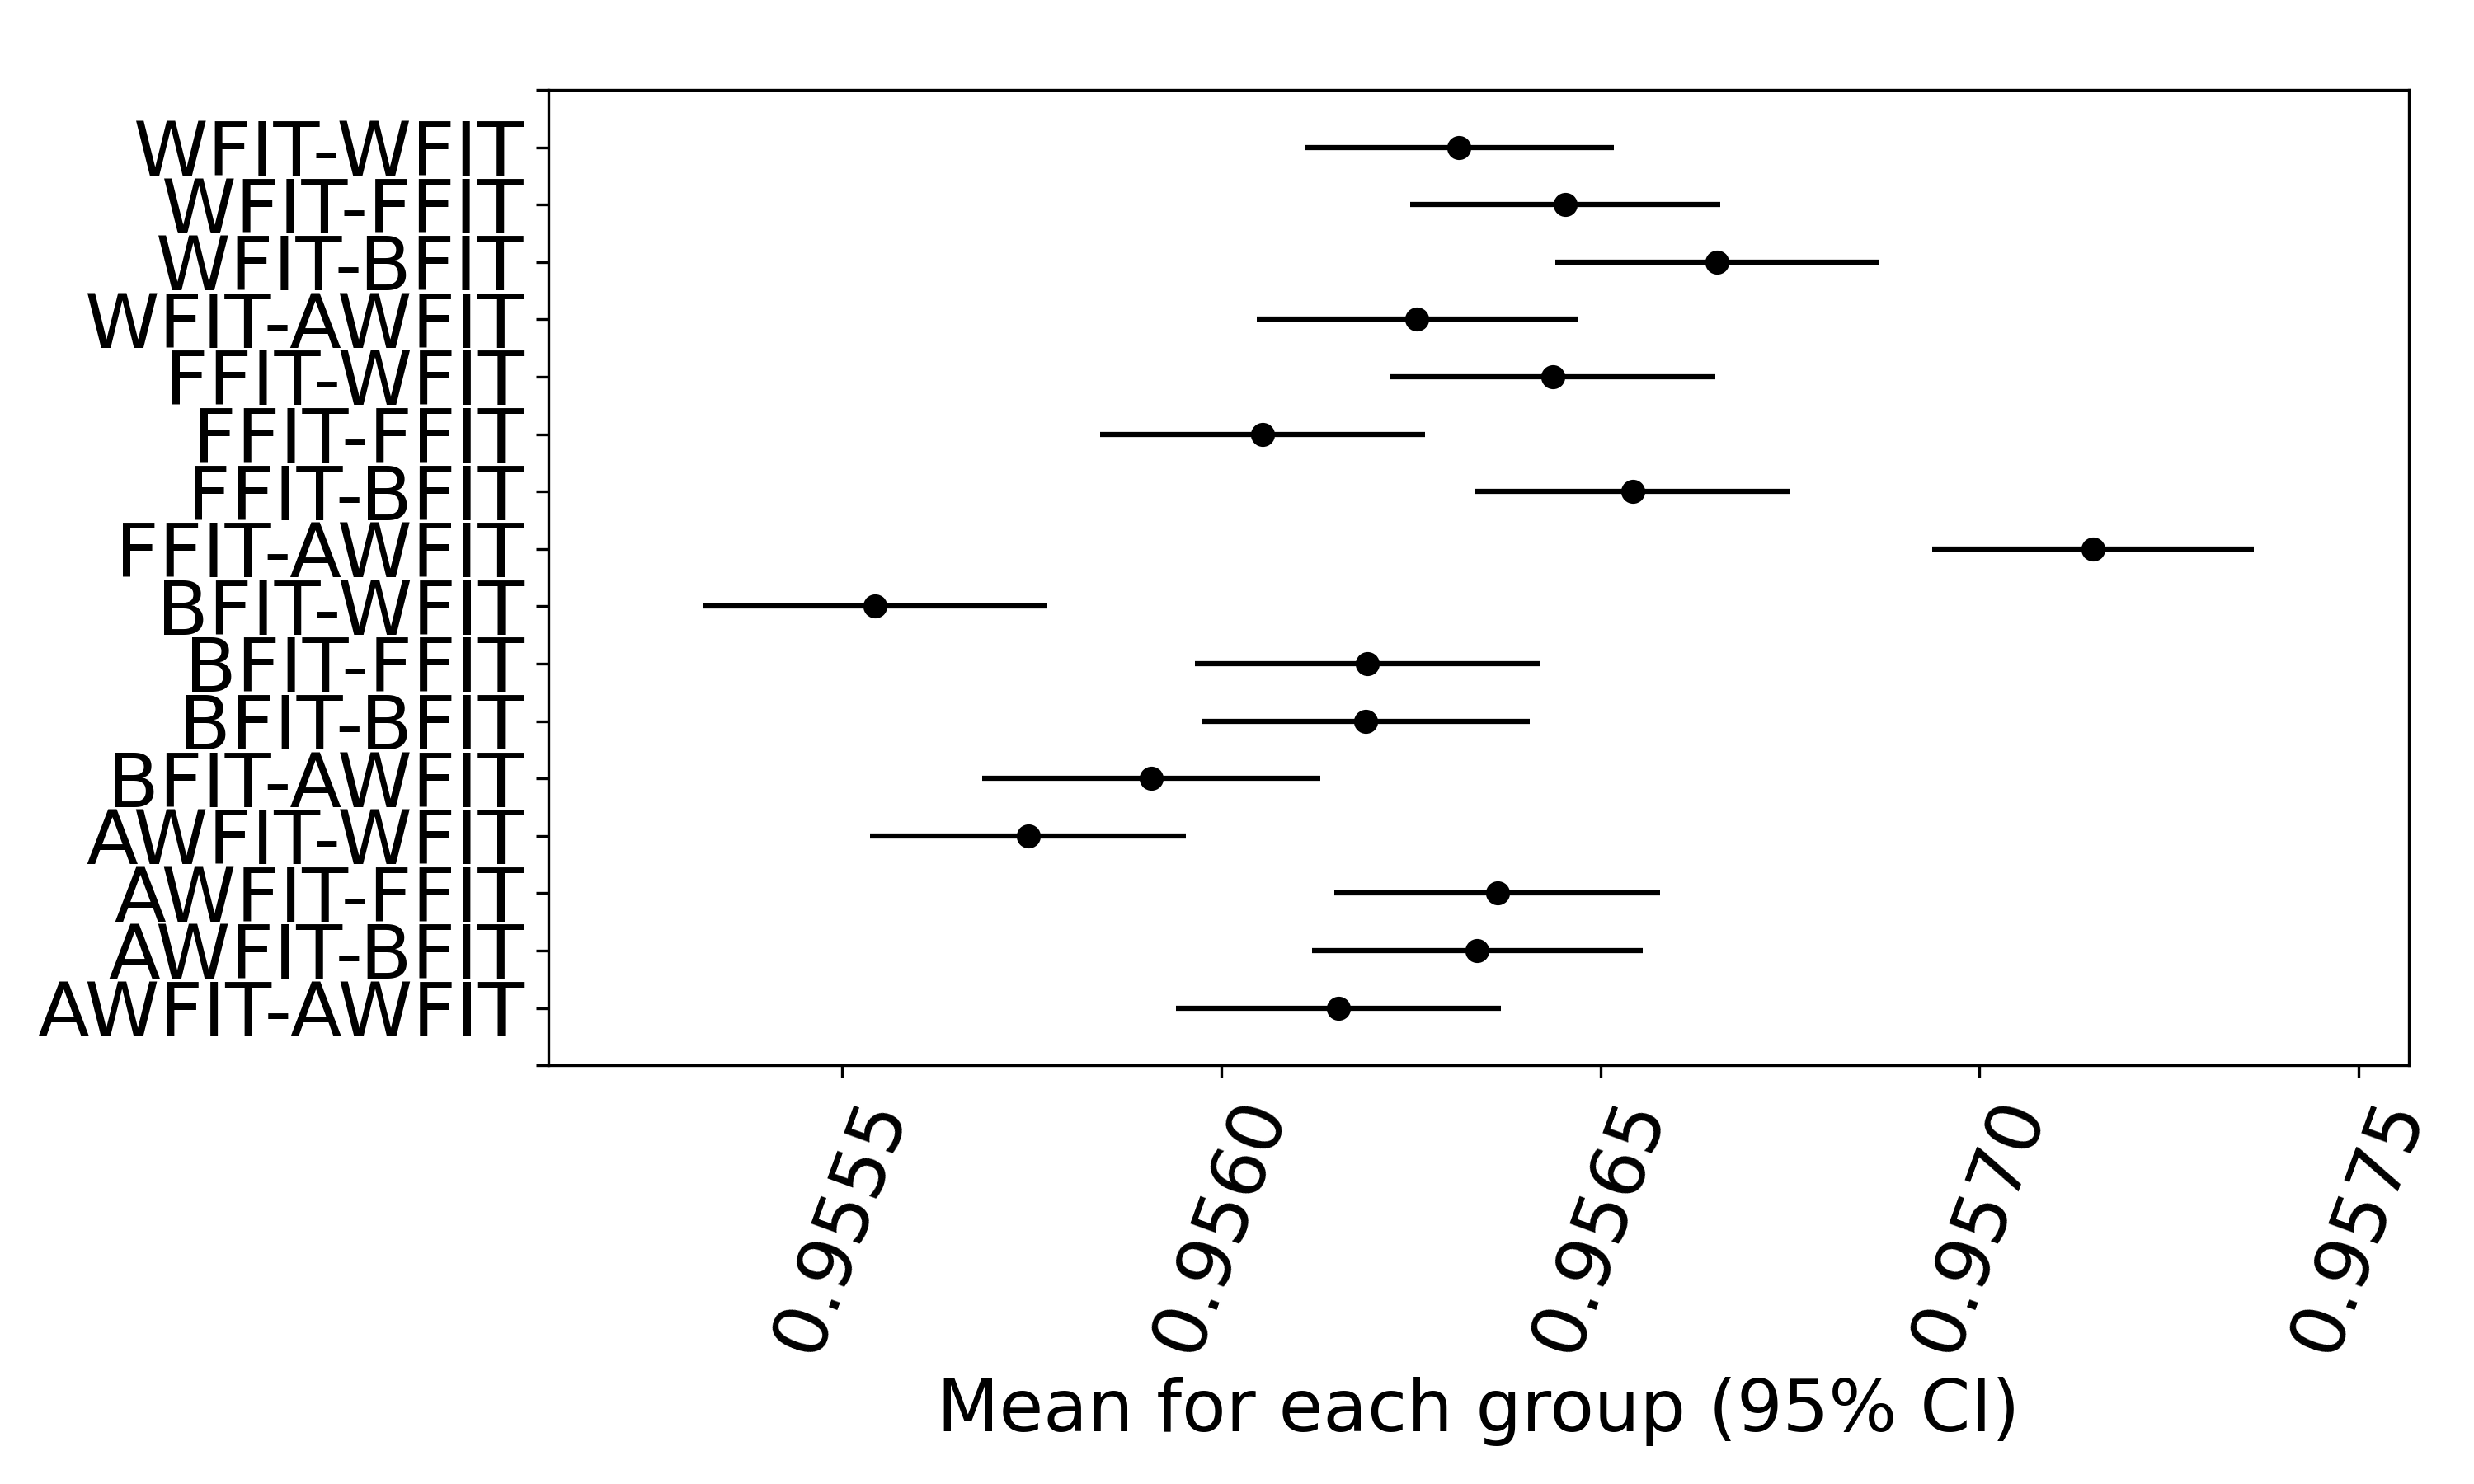 WFIT-WFIT
WFIT-FFIT
WFIT-BFIT
WFIT-AWFIT
FFIT-WFIT
FFIT-FFIT
FFIT-BFIT
FFIT-AWFIT
BFIT-WFIT
BFIT-FFIT
BFIT-BFIT
BFIT-AWFIT
AWFIT-WFIT
AWFIT-FFIT
AWFIT-BFIT
AWFIT-AWFIT
0.9555
0.9560
0.9565
0.9570
0.9575
Mean for each group (95% CI)